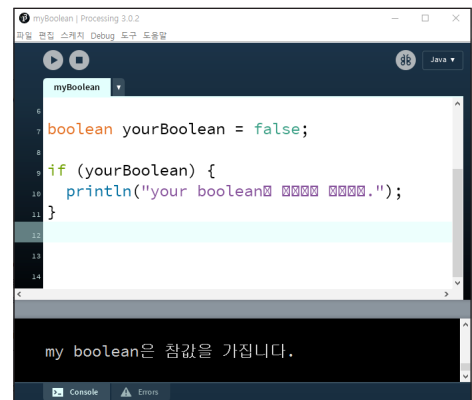 myBoolean | Processing 3.0.2
파일 편집 스케치 Debug 도구 도움말
Java ▼
myBoolean ▼
6
7 boolean yourBoolean = false;
8
9 if (yourBoolean) {
10 println("your boolean▯ ▯▯▯▯ ▯▯▯▯.");
11 }
12
13
14
my boolean은 참값을 가집니다.
Console Errors